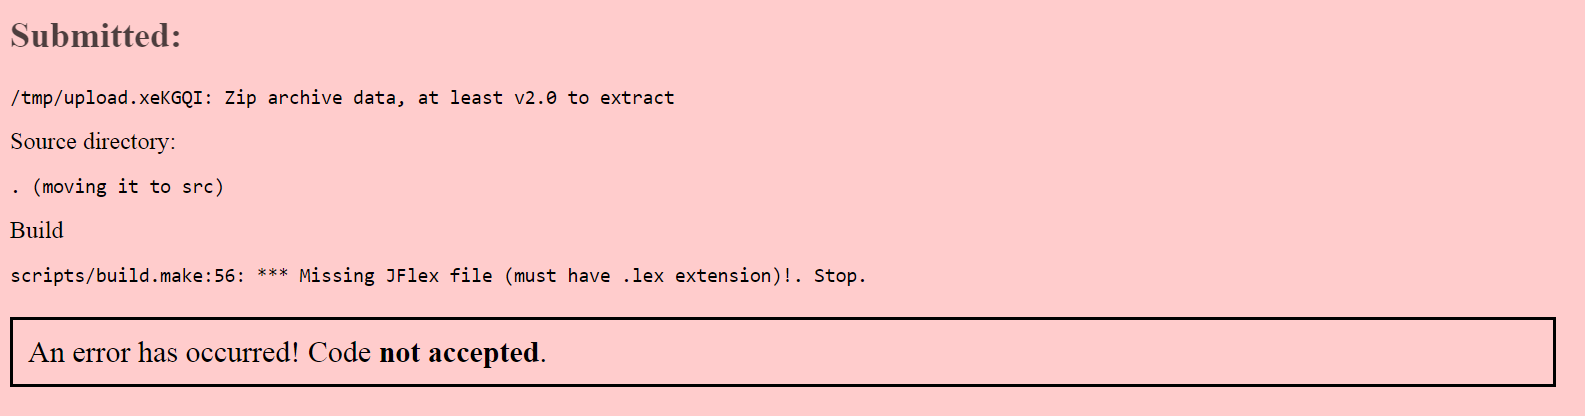 Submitted:
/tmp/upload.xeKGQI: Zip archive data, at least v2.0 to extract
Source directory:
. (moving it to src)
Build
scripts/build.make:56: *** Missing JFlex file (must have .lex extension)!. Stop.
An error has occurred! Code not accepted.